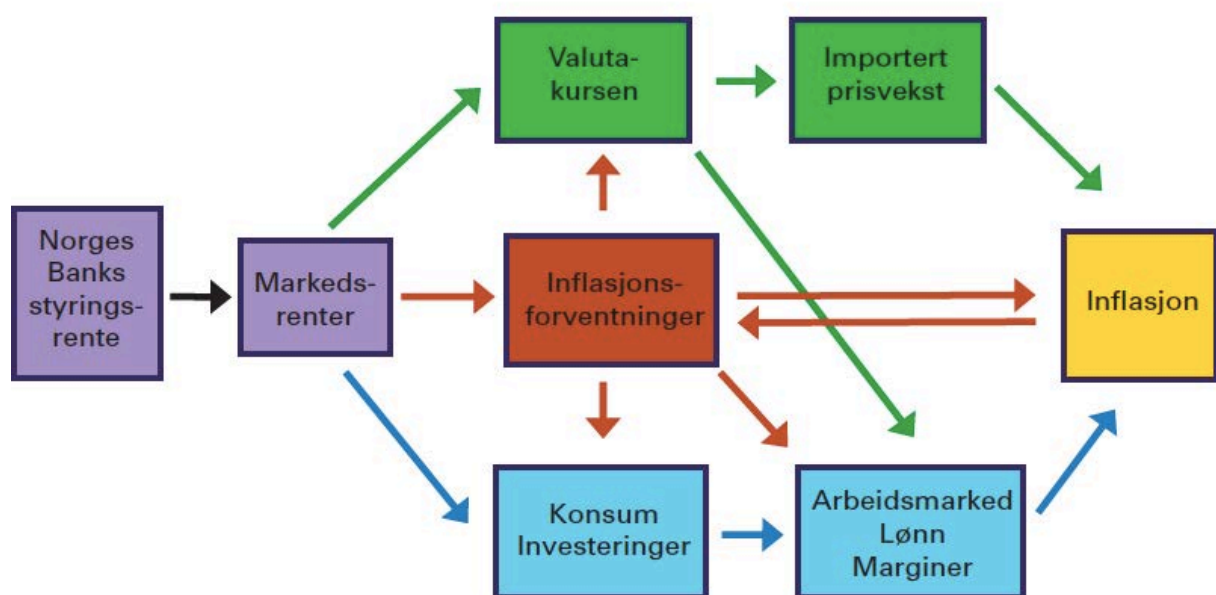 Valuta-
kursen
Importert
prisvekst
Norges
Banks
styrings-
rente
Markeds-
renter
Inflasjons-
forventninger
Inflasjon
Konsum
Investeringer
Arbeidsmarked
Lønn
Marginer